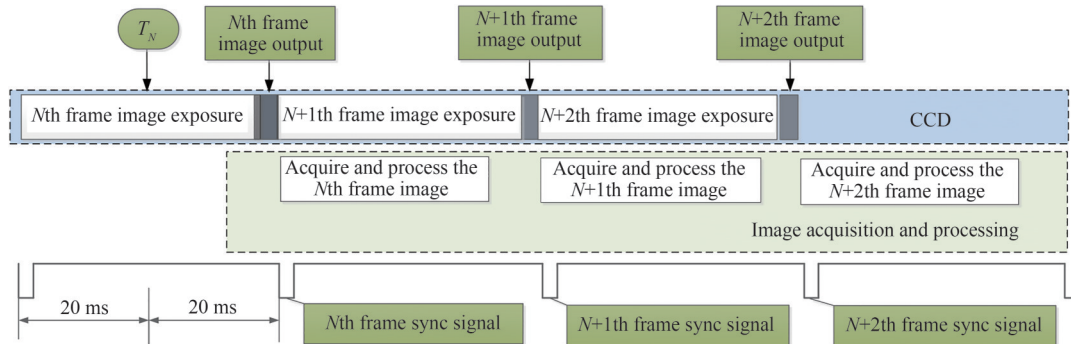 T_N
Nth frame
image output
N+1th frame
image output
N+2th frame
image output
Nth frame image exposure
N+1th frame image exposure
N+2th frame image exposure
CCD
Acquire and process the
Nth frame image
Acquire and process the
N+1th frame image
Acquire and process the
N+2th frame image
Image acquisition and processing
20 ms
20 ms
Nth frame sync signal
N+1th frame sync signal
N+2th frame sync signal